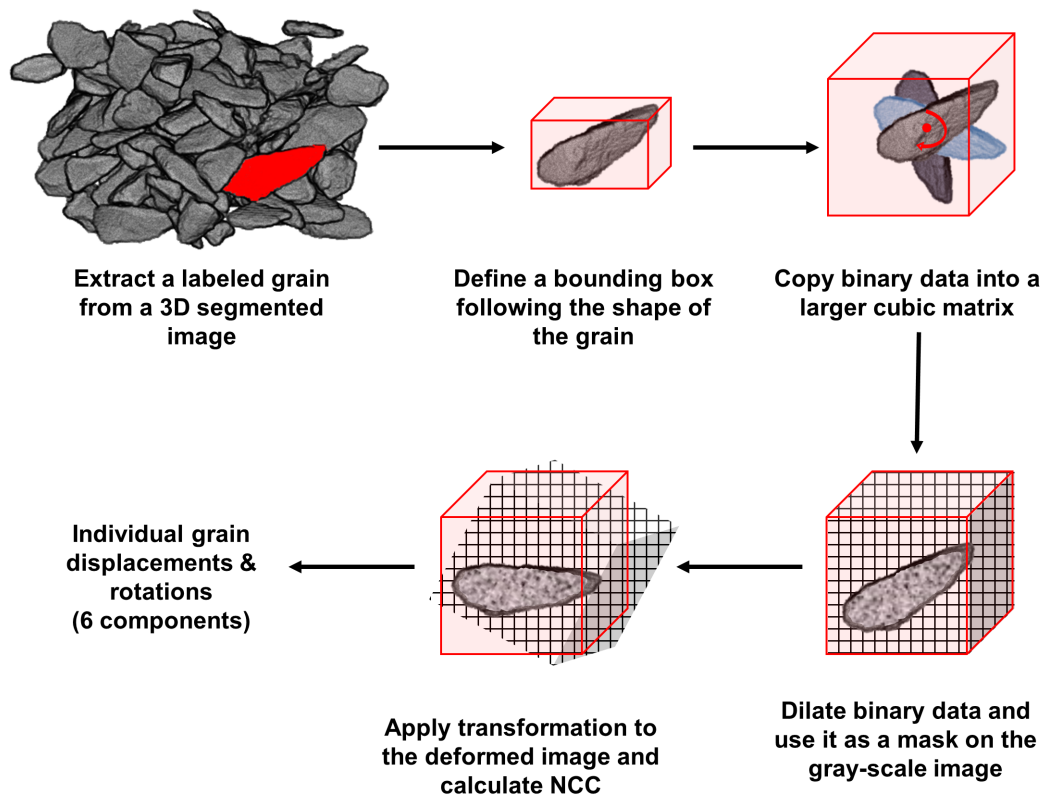 Extract a labeled grain
from a 3D segmented
image
Define a bounding box
following the shape of
the grain
Copy binary data into a
larger cubic matrix
Individual grain
displacements &
rotations
(6 components)
Apply transformation to
the deformed image and
calculate NCC
Dilate binary data and
use it as a mask on the
gray-scale image